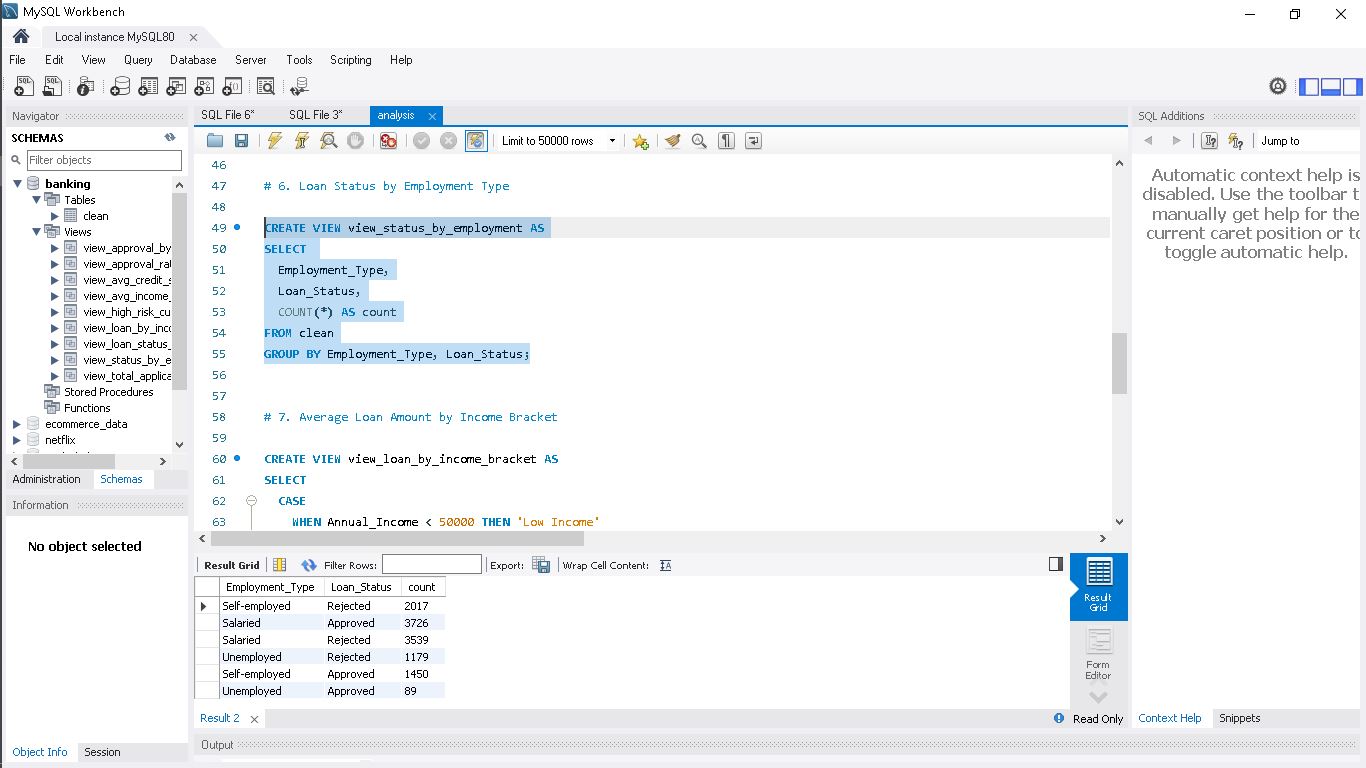 MySQL Workbench
Local instance MySQL80
File Edit View Query Database Server Tools Scripting Help
Navigator
SCHEMAS
Filter objects
banking
Tables
clean
Views
view_approval_by
view_approval_ra
view_avg_credit_s
view_avg_income_
view_high_risk_cu
view_loan_by_inc
view_loan_status_
view_status_by_e
view_total_applica
Stored Procedures
Functions
ecommerce_data
netflix
Administration Schemas
Information
No object selected
Object Info Session
SQL File 6* SQL File 3* analysis
Limit to 50000 rows
46
47 # 6. Loan Status by Employment Type
48
49 CREATE VIEW view_status_by_employment AS
50 SELECT
51 Employment_Type,
52 Loan_Status,
53 COUNT(*) AS count
54 FROM clean
55 GROUP BY Employment_Type, Loan_Status;
56
57
58 # 7. Average Loan Amount by Income Bracket
59
60 CREATE VIEW view_loan_by_income_bracket AS
61 SELECT
62 CASE
63 WHEN Annual_Income < 50000 THEN 'Low Income'
Result Grid Filter Rows: Export: Wrap Cell Content:
Employment_Type Loan_Status count
Self-employed Rejected 2017
Salaried Approved 3726
Salaried Rejected 3539
Unemployed Rejected 1179
Self-employed Approved 1450
Unemployed Approved 89
Result Grid
Form Editor
Result 2
Read Only
Output
SQL Additions
Jump to
Automatic context help is
disabled. Use the toolbar t
manually get help for the
current caret position or to
toggle automatic help.
Context Help Snippets